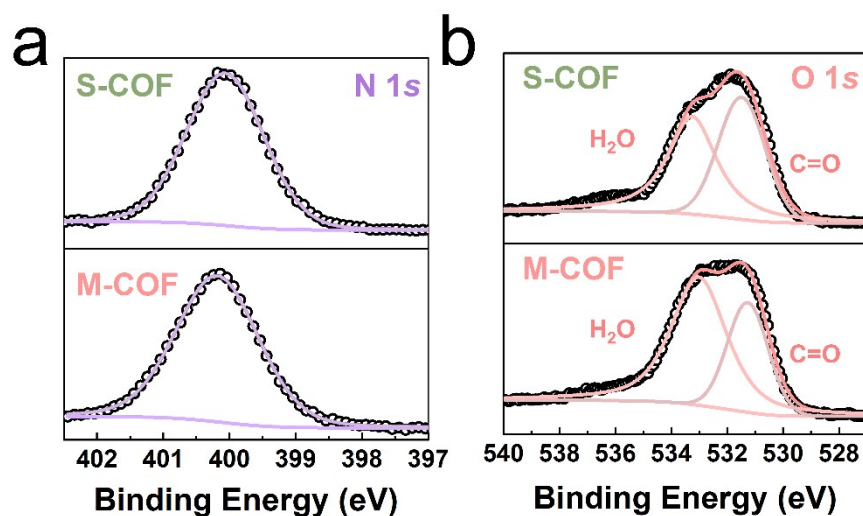 a
S-COF
N 1s
M-COF
402 401 400 399 398 397
Binding Energy (eV)
b
S-COF
O 1s
H₂O
C=O
M-COF
H₂O
C=O
540 538 536 534 532 530 528
Binding Energy (eV)